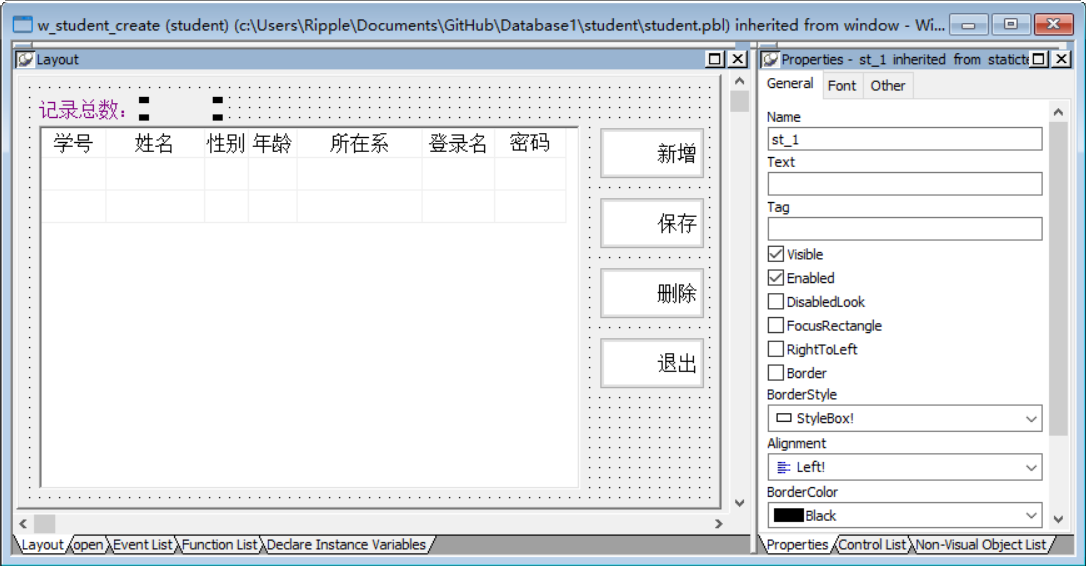 w_student_create (student) (c:\Users\Ripple\Documents\GitHub\Database1\student\student.pbl) inherited from window - Wi...
Layout
记录总数：
学号 姓名 性别 年龄 所在系 登录名 密码
新增
保存
删除
退出
Layout open Event List Function List Declare Instance Variables
Properties - st_1 inherited from staticte
General Font Other
Name
st_1
Text
Tag
Visible
Enabled
DisabledLook
FocusRectangle
RightToLeft
Border
BorderStyle
StyleBox!
Alignment
Left!
BorderColor
Black
Properties Control List Non-Visual Object List